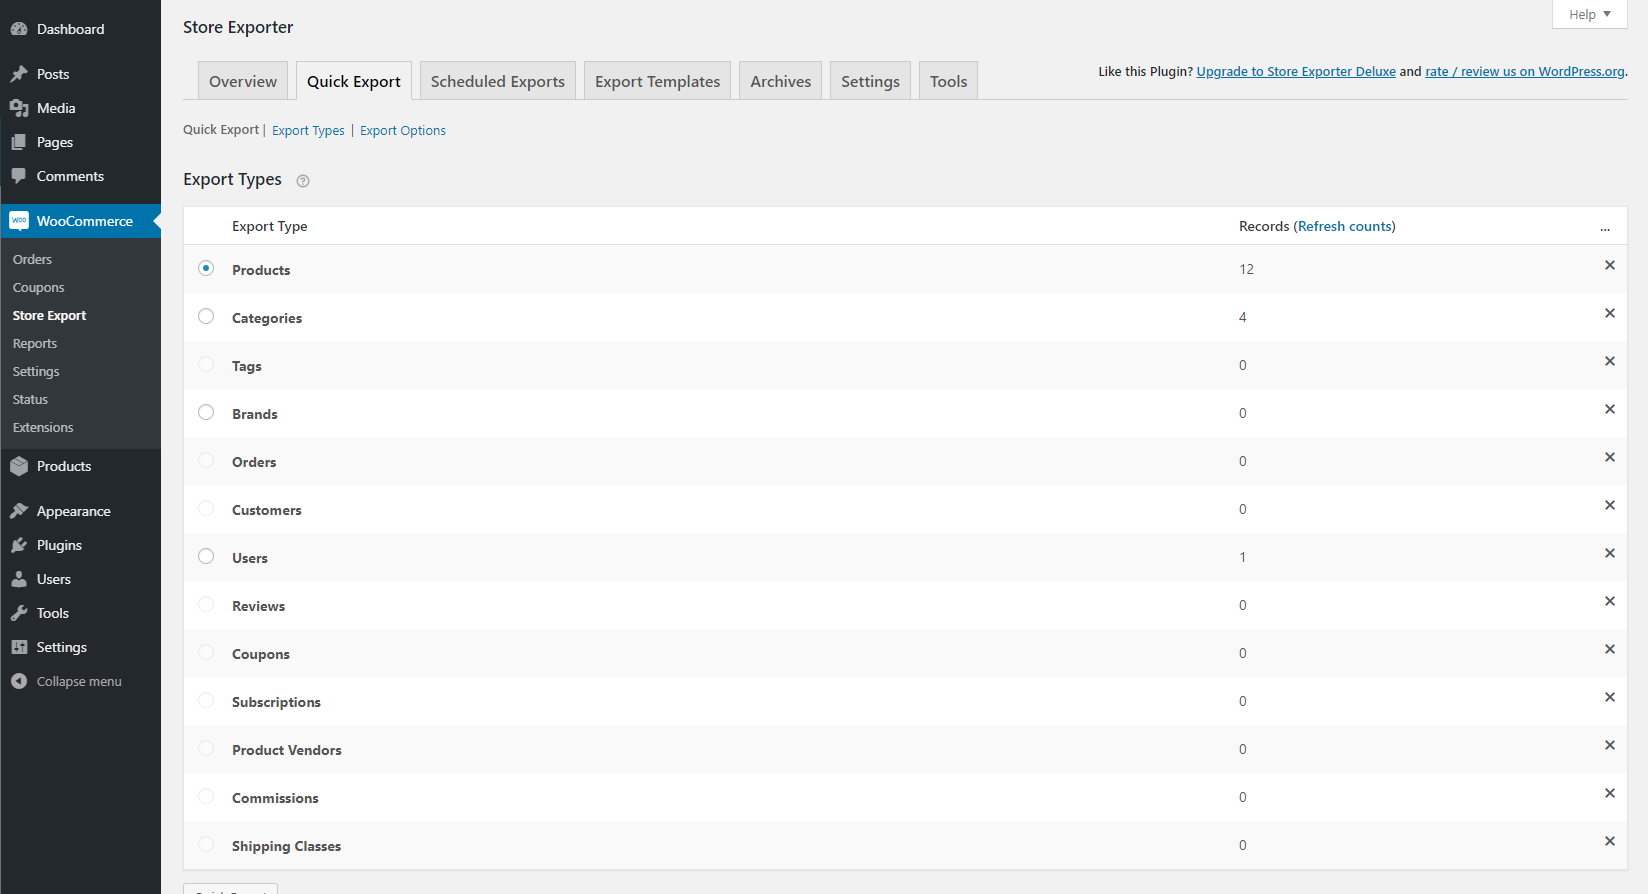 Dashboard
Posts
Media
Pages
Comments
woo WooCommerce
Orders
Coupons
Store Export
Reports
Settings
Status
Extensions
Products
Appearance
Plugins
Users
Tools
Settings
Collapse menu
Help
Store Exporter
Overview Quick Export Scheduled Exports Export Templates Archives Settings Tools
Like this Plugin? Upgrade to Store Exporter Deluxe and rate / review us on WordPress.org.
Quick Export | Export Types | Export Options
Export Types ?
Export Type Records (Refresh counts) ...
Products 12
Categories 4
Tags 0
Brands 0
Orders 0
Customers 0
Users 1
Reviews 0
Coupons 0
Subscriptions 0
Product Vendors 0
Commissions 0
Shipping Classes 0